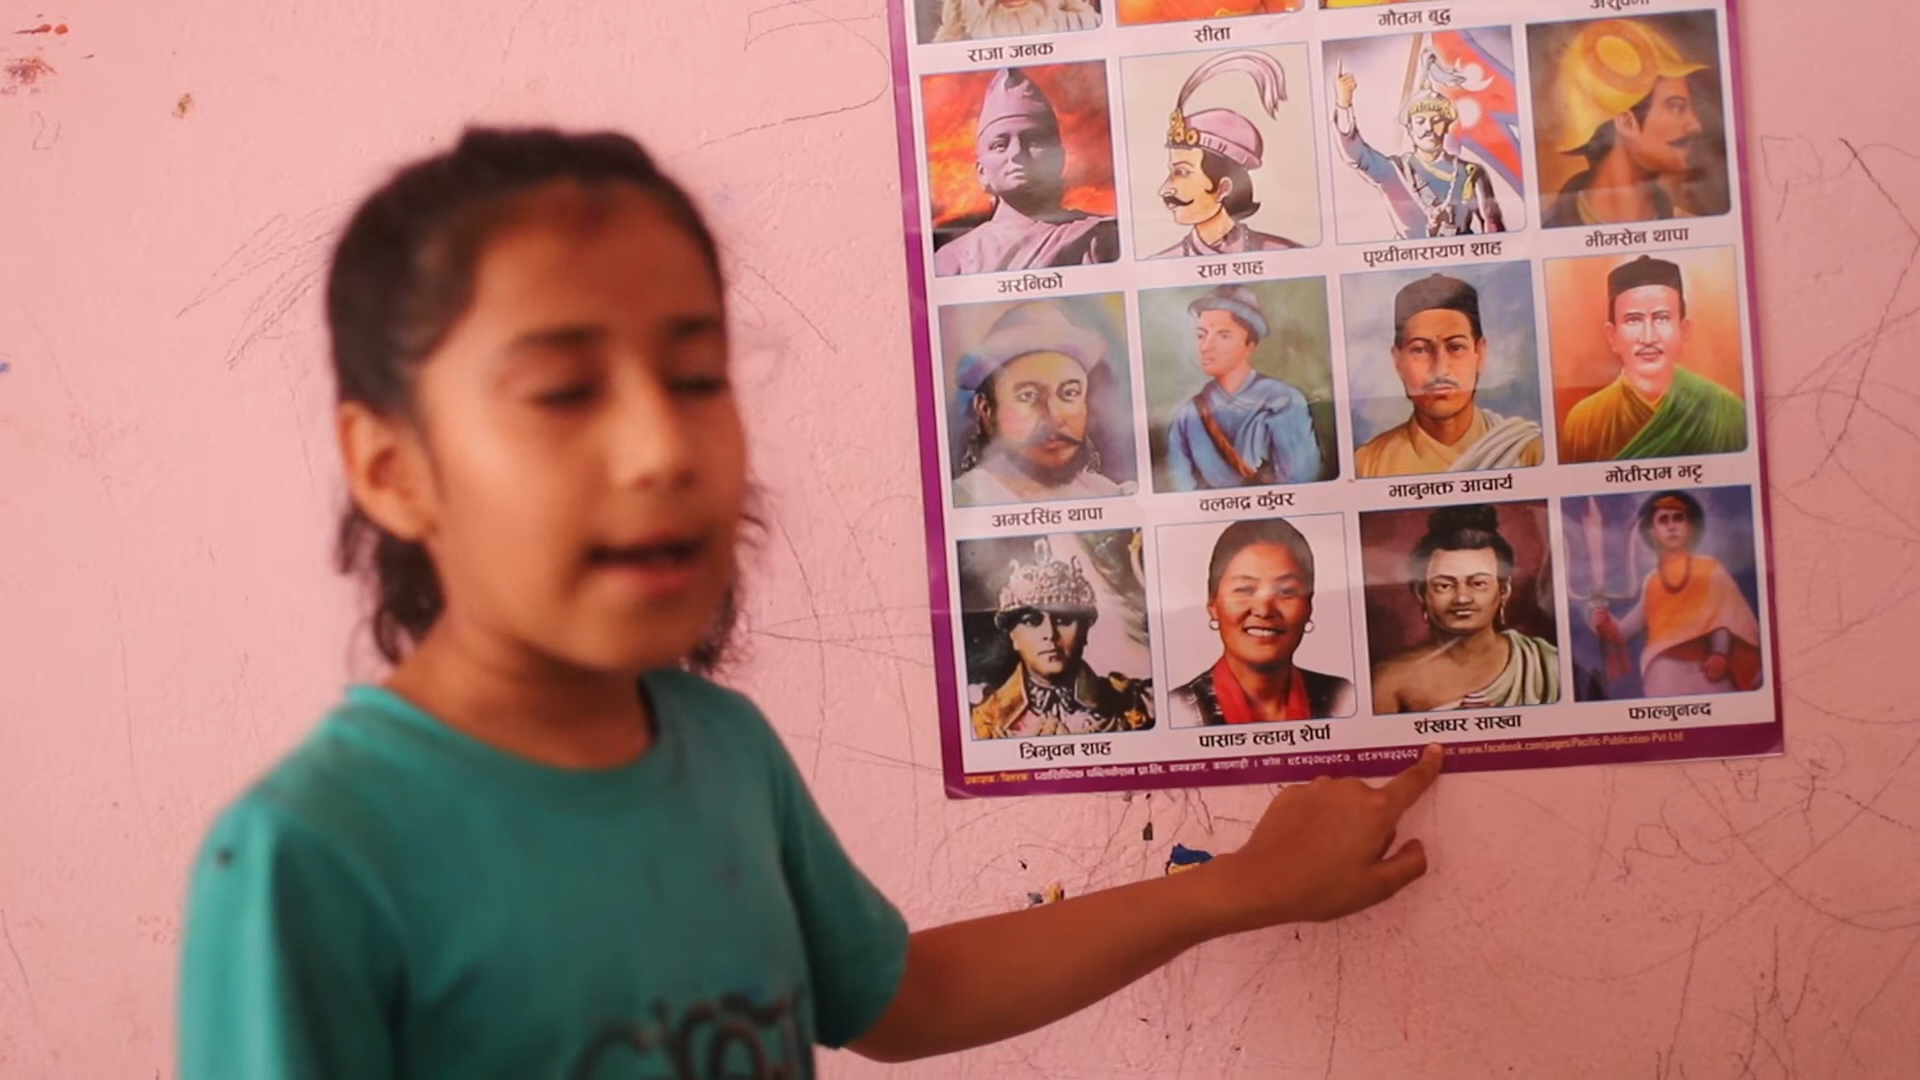 राजा जनक
सीता
गौतम बुद्ध
अरनिको
राम शाह
पृथ्वीनारायण शाह
भीमसेन थापा
अमरसिंह थापा
वलभद्र कुँवर
भानुभक्त आचार्य
मोतीराम भट्ट
त्रिभुवन शाह
पासाङ ल्हामु शेर्पा
शंखधर साख्वा
फाल्गुनन्द
www.facebook.com/pages/Pacific-Publication-Pvt-Ltd